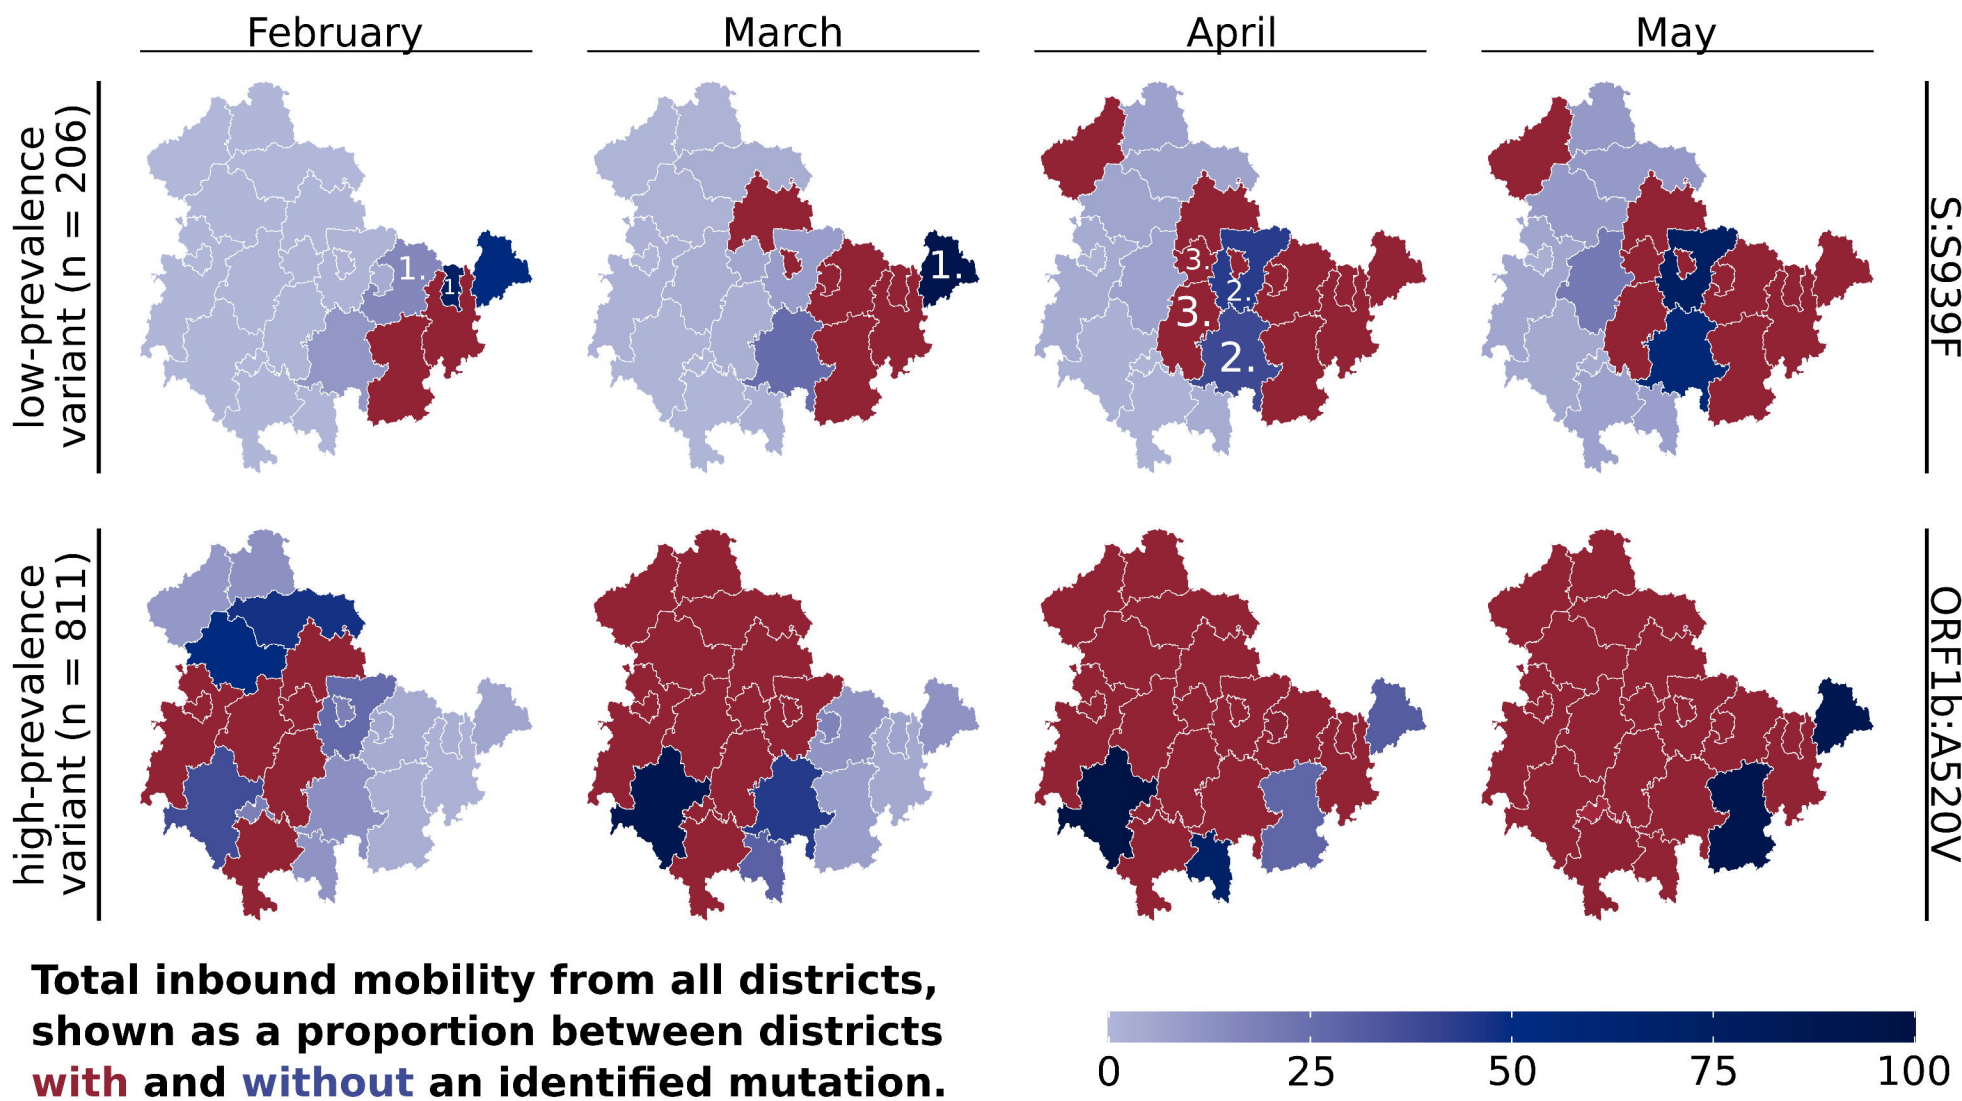 February
March
April
May
low-prevalence
variant (n = 206)
1.
1.
1.
3.
2.
3.
2.
S:S939F
high-prevalence
variant (n = 811)
ORF1b:A520V
Total inbound mobility from all districts,
shown as a proportion between districts
with and without an identified mutation.
0
25
50
75
100